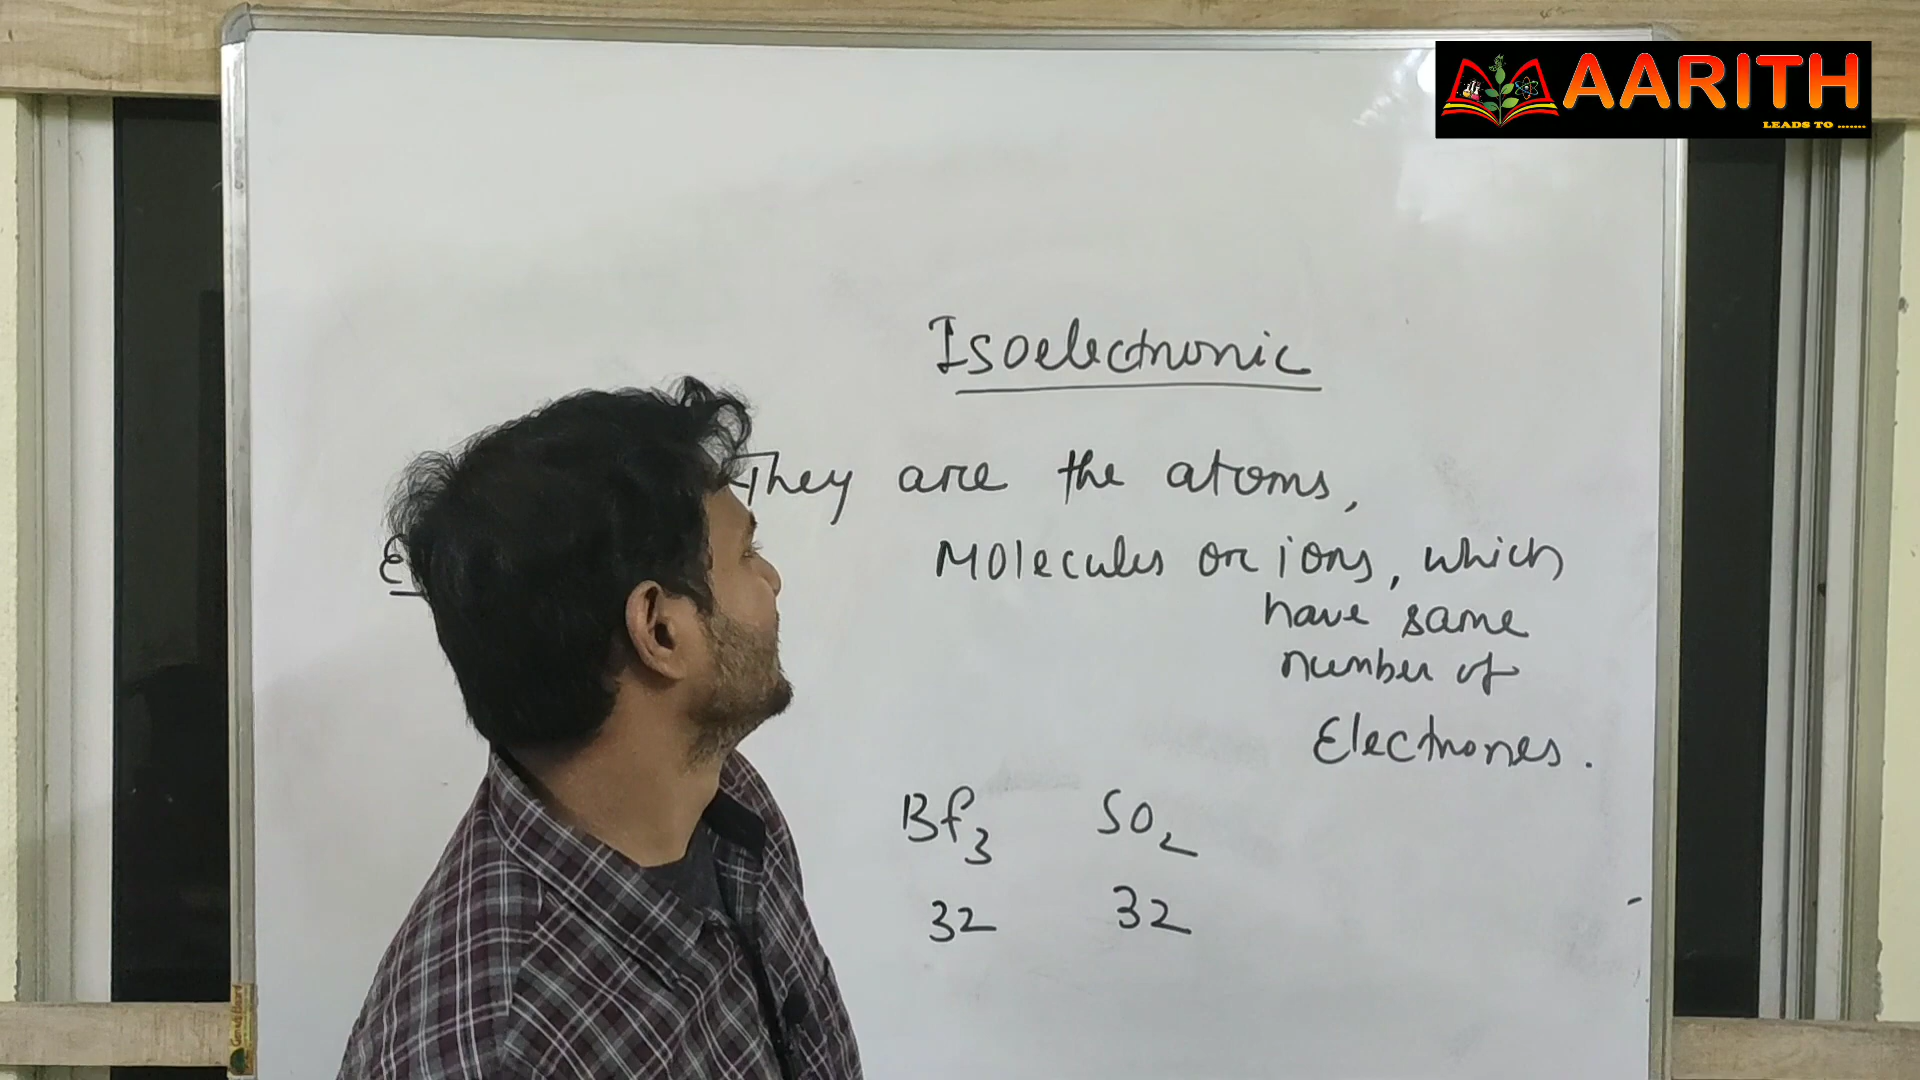 AARITH
LEADS TO .......
Isoelectronic
They are the atoms,
Molecules or ions, which
have same
number of
Electrones.
Bf3 SO2
32 32